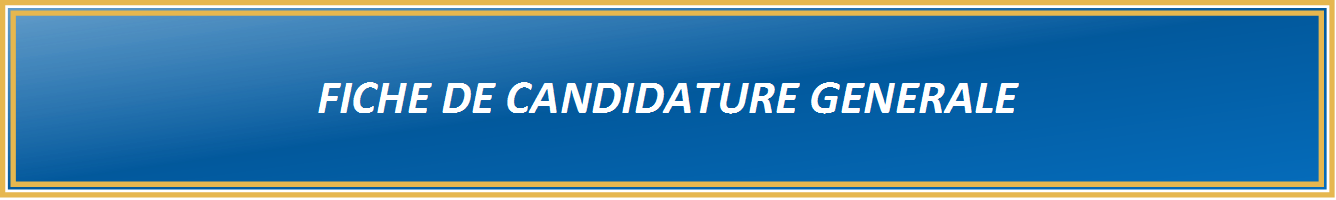 FICHE DE CANDIDATURE GENERALE